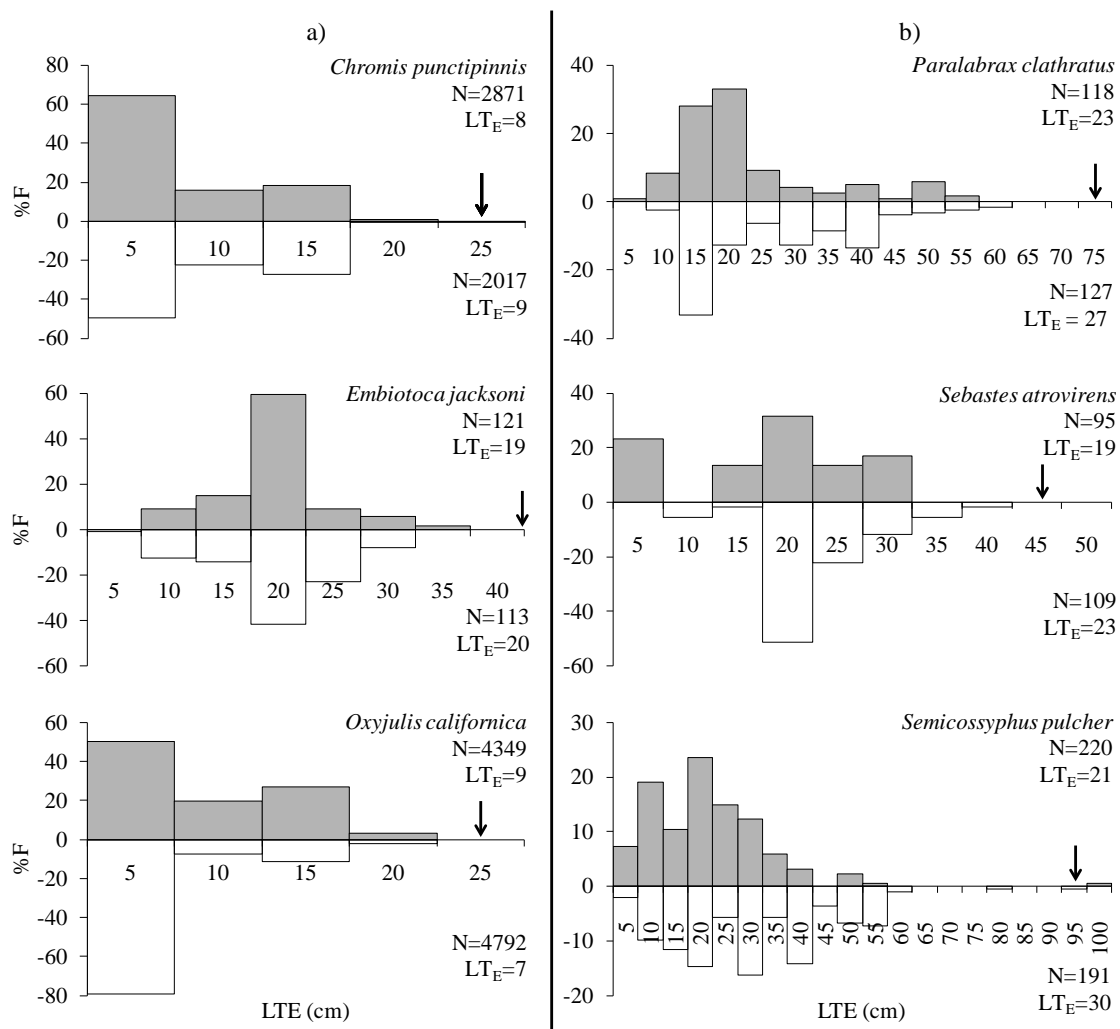 a)
Chromis punctipinnis
N=2871
LTE=8
80
60
40
20
0
-20
-40
-60
%F
5 10 15 20 25
N=2017
LTE=9
Embiotoca jacksoni
N=121
LTE=19
60
40
20
0
-20
-40
-60
%F
5 10 15 20 25 30 35 40
N=113
LTE=20
Oxyjulis californica
N=4349
LTE=9
60
40
20
0
-20
-40
-60
-80
%F
5 10 15 20 25
N=4792
LTE=7
LTE (cm)
b)
Paralabrax clathratus
N=118
LTE=23
40
20
0
-20
-40
5 10 15 20 25 30 35 40 45 50 55 60 65 70 75
N=127
LTE = 27
Sebastes atrovirens
N=95
LTE=19
40
20
0
-20
-40
-60
5 10 15 20 25 30 35 40 45 50
N=109
LTE=23
Semicossyphus pulcher
N=220
LTE=21
30
20
10
0
-10
-20
5 10 15 20 25 30 35 40 45 50 55 60 65 70 75 80 85 90 95 100
N=191
LTE=30
LTE (cm)